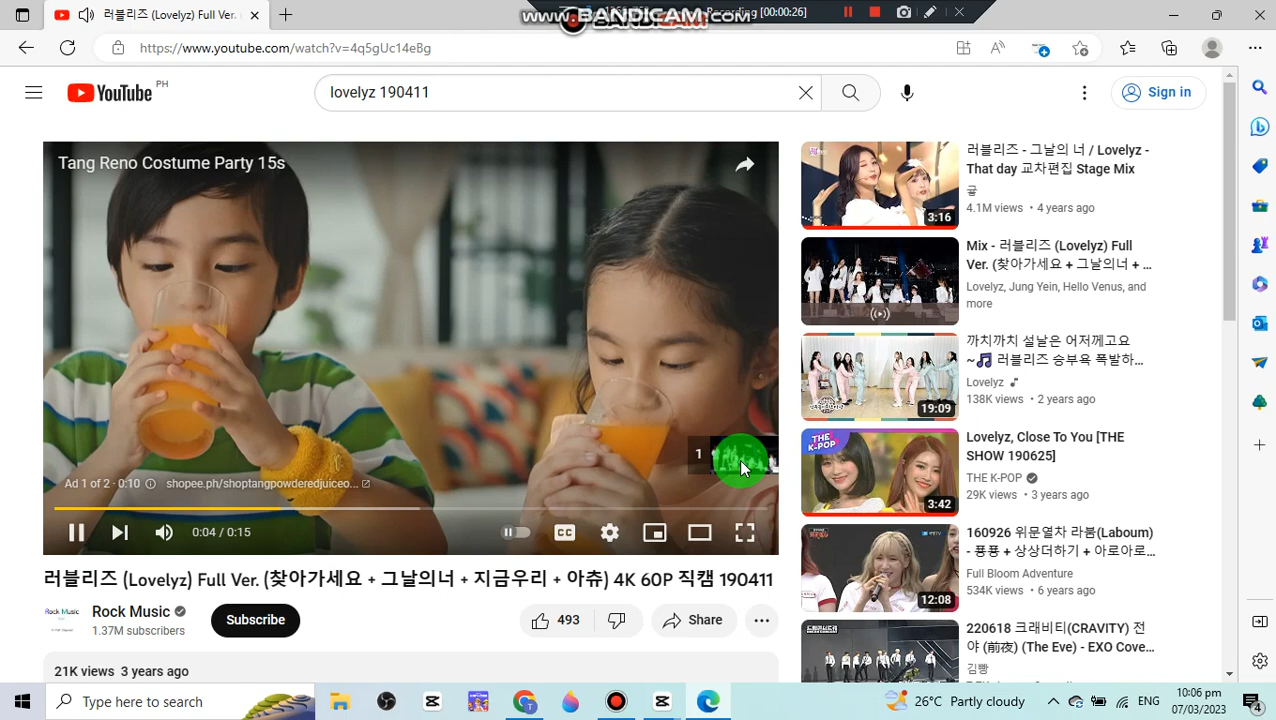 www.BANDICAM.com
Recording [00:00:26]
https://www.youtube.com/watch?v=4q5gUc14eBg
YouTube PH
lovelyz 190411
Sign in
Tang Reno Costume Party 15s
1
Ad 1 of 2 · 0:10 shopee.ph/shoptangpowderedjuiceo...
0:04 / 0:15
CC
러블리즈 (Lovelyz) Full Ver. (찾아가세요 + 그날의너 + 지금우리 + 아츄) 4K 60P 직캠 190411
Rock Music
1.37M subscribers
Subscribe
493
Share
21K views 3 years ago
3:16
러블리즈 - 그날의 너 / Lovelyz -
That day 교차편집 Stage Mix
귷
4.1M views • 4 years ago
Mix - 러블리즈 (Lovelyz) Full
Ver. (찾아가세요 + 그날의너 + ...
Lovelyz, Jung Yein, Hello Venus, and
more
19:09
까치까치 설날은 어저께고요
~🎵 러블리즈 승부욕 폭발하...
Lovelyz
138K views • 2 years ago
THE
K-POP
3:42
Lovelyz, Close To You [THE
SHOW 190625]
THE K-POP
29K views • 3 years ago
12:08
160926 위문열차 라붐(Laboum)
- 푱푱 + 상상더하기 + 아로아로...
Full Bloom Adventure
534K views • 6 years ago
220618 크래비티(CRAVITY) 전
야 (前夜) (The Eve) - EXO Cove...
김빵
Type here to search
26°C Partly cloudy
ENG
10:06 pm
07/03/2023
4